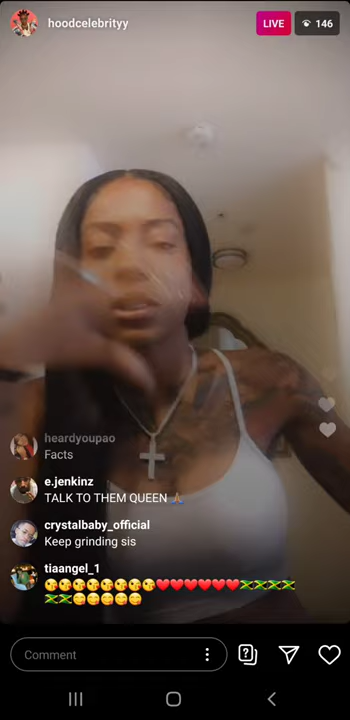 hoodcelebrityy
LIVE
146
heardyoupao
Facts
e.jenkinz
TALK TO THEM QUEEN 🙏🏾
crystalbaby_official
Keep grinding sis
tiaangel_1
😘😘😘😘😘😘😘😘❤️❤️❤️❤️❤️❤️🇯🇲🇯🇲🇯🇲🇯🇲
🇯🇲🇯🇲😋😋😋😋😋
Comment